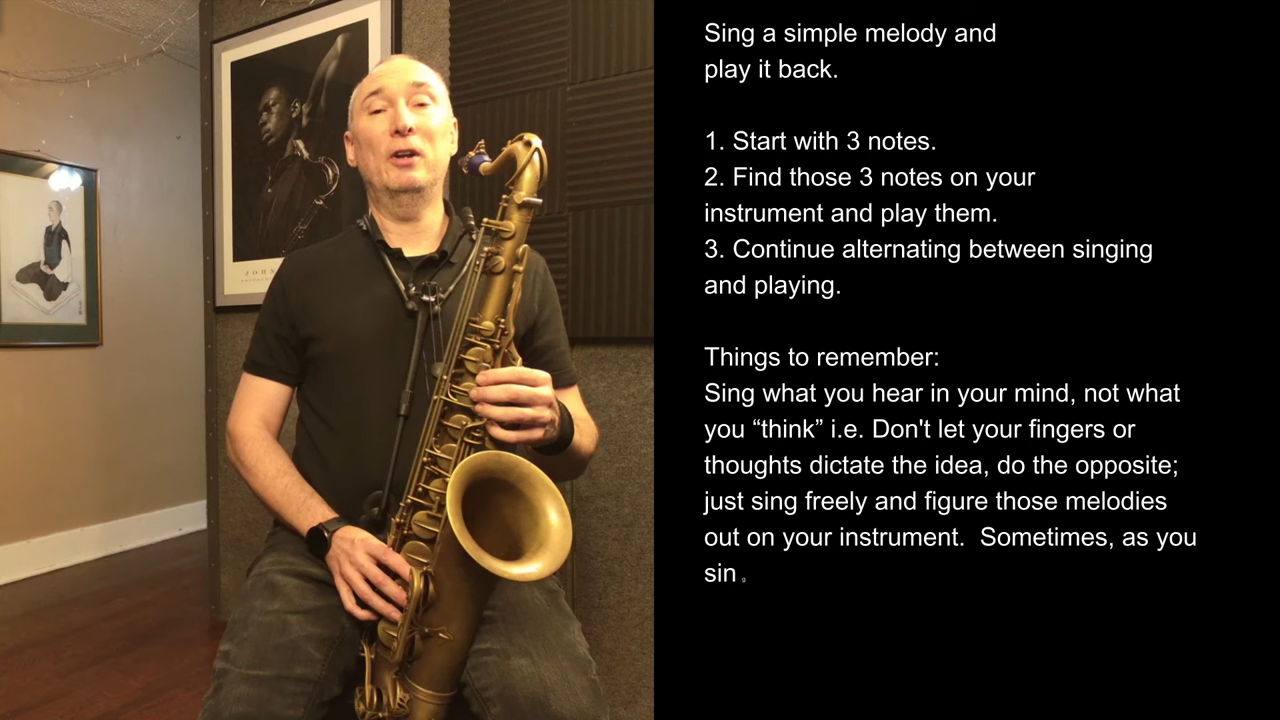 Sing a simple melody and
play it back.
1. Start with 3 notes.
2. Find those 3 notes on your
instrument and play them.
3. Continue alternating between singing
and playing.
Things to remember:
Sing what you hear in your mind, not what
you “think” i.e. Don't let your fingers or
thoughts dictate the idea, do the opposite;
just sing freely and figure those melodies
out on your instrument.  Sometimes, as you
sing
JOHN